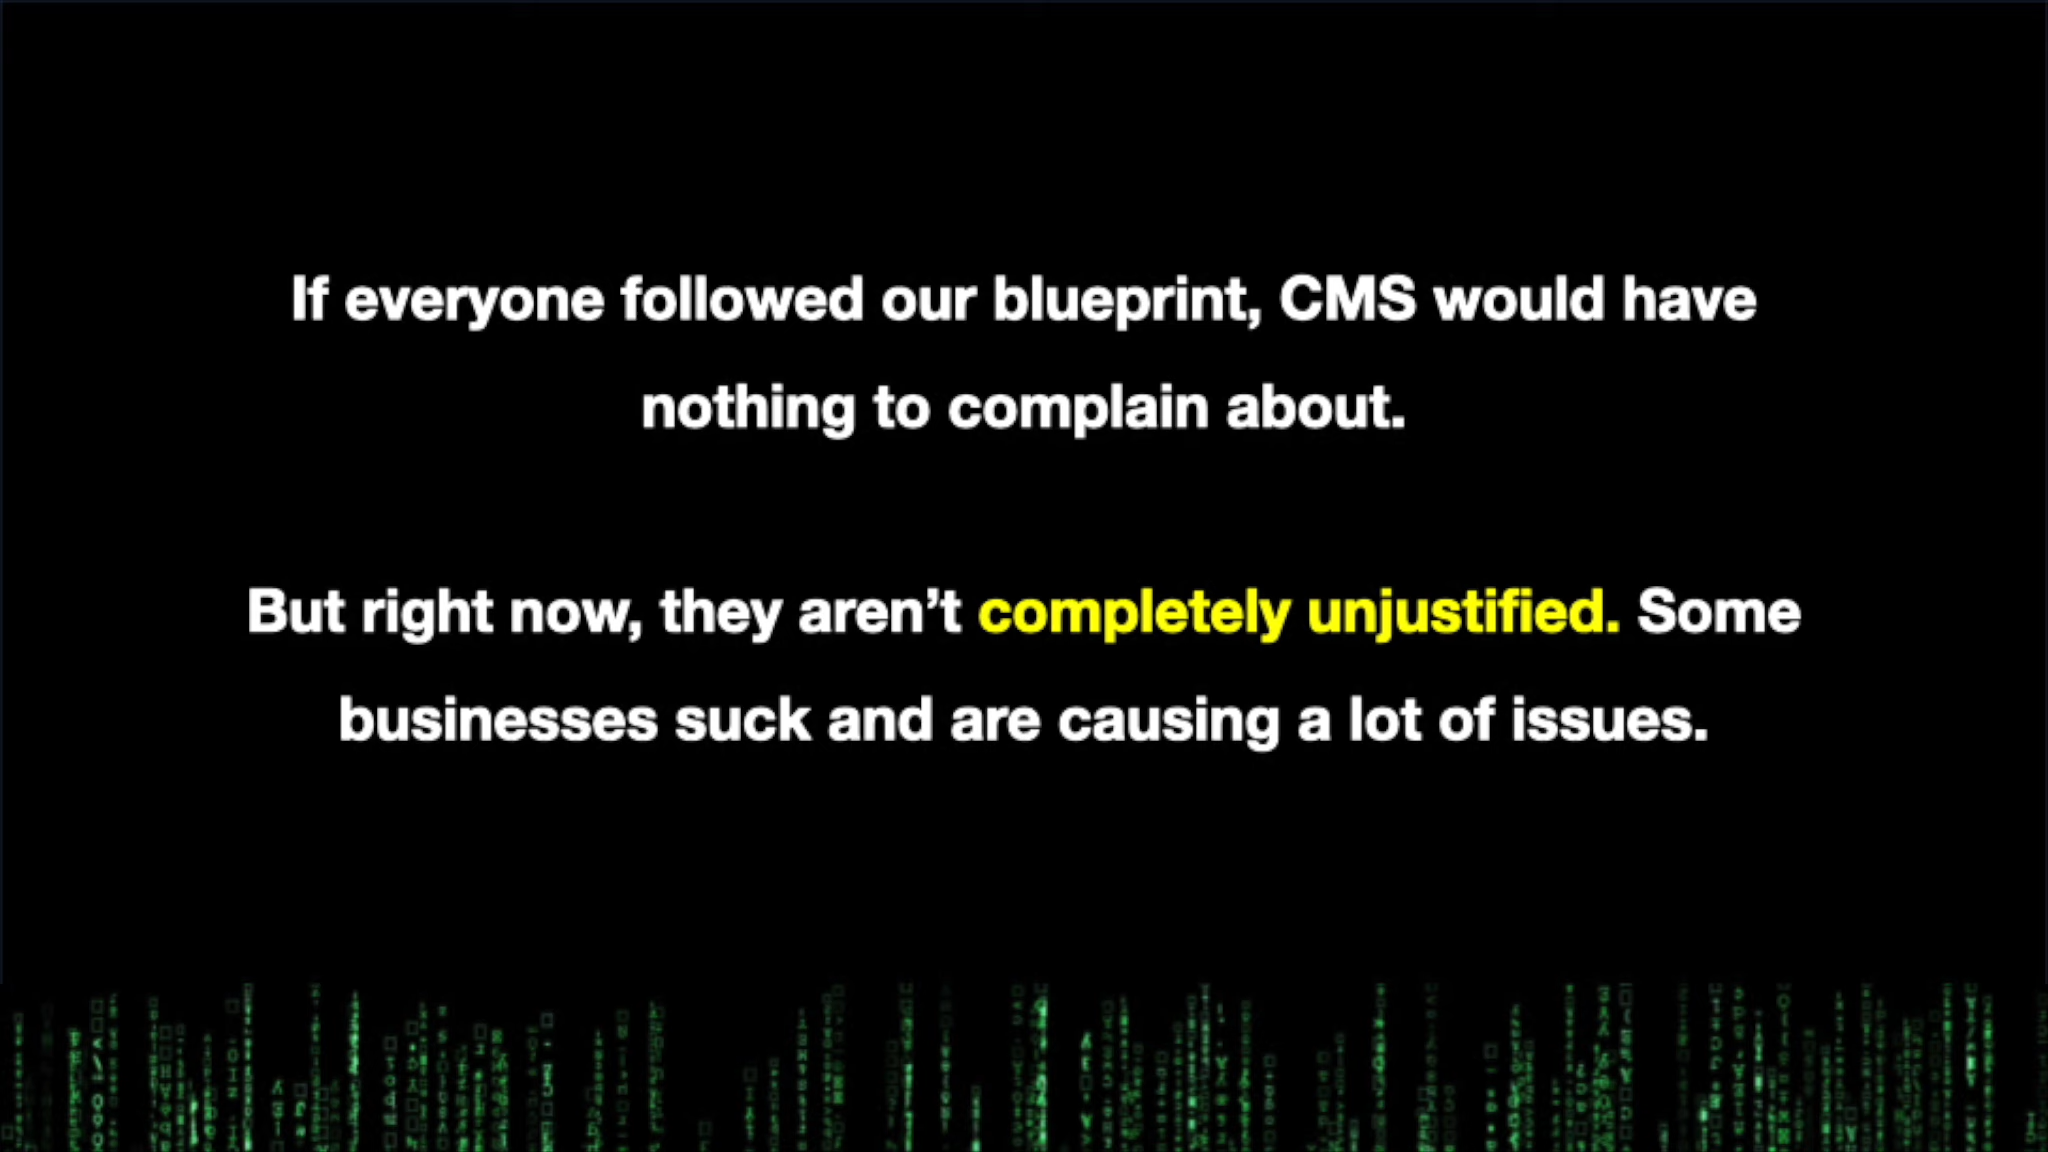 If everyone followed our blueprint, CMS would have
nothing to complain about.
But right now, they aren’t completely unjustified. Some
businesses suck and are causing a lot of issues.